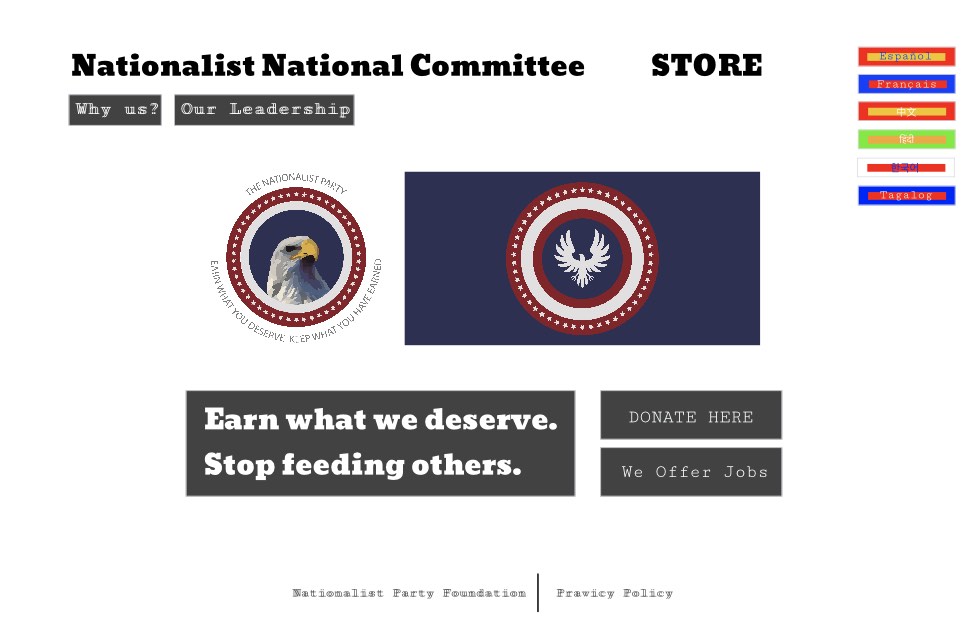 Nationalist National Committee
STORE
Why us?
Our Leadership
Español
Français
中文
हिंदी
한국어
Tagalog
THE NATIONALIST PARTY
EARN WHAT YOU DESERVE KEEP WHAT YOU HAVE EARNED
Earn what we deserve.
Stop feeding others.
DONATE HERE
We Offer Jobs
Nationalist Party Foundation
Prawicy Policy